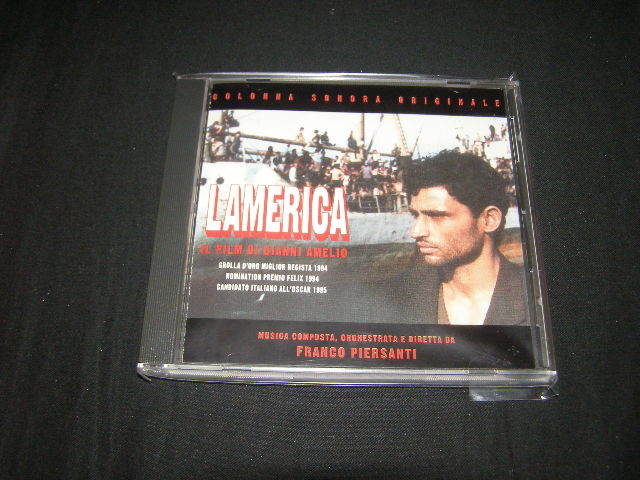 COLONNA SONORA ORIGINALE
LAMERICA
IL FILM DI GIANNI AMELIO
GROLLA D'ORO MIGLIOR REGISTA 1994
NOMINATION PREMIO FELIX 1994
CANDIDATO ITALIANO ALL'OSCAR 1995
MUSICA COMPOSTA, ORCHESTRATA E DIRETTA DA
FRANCO PIERSANTI